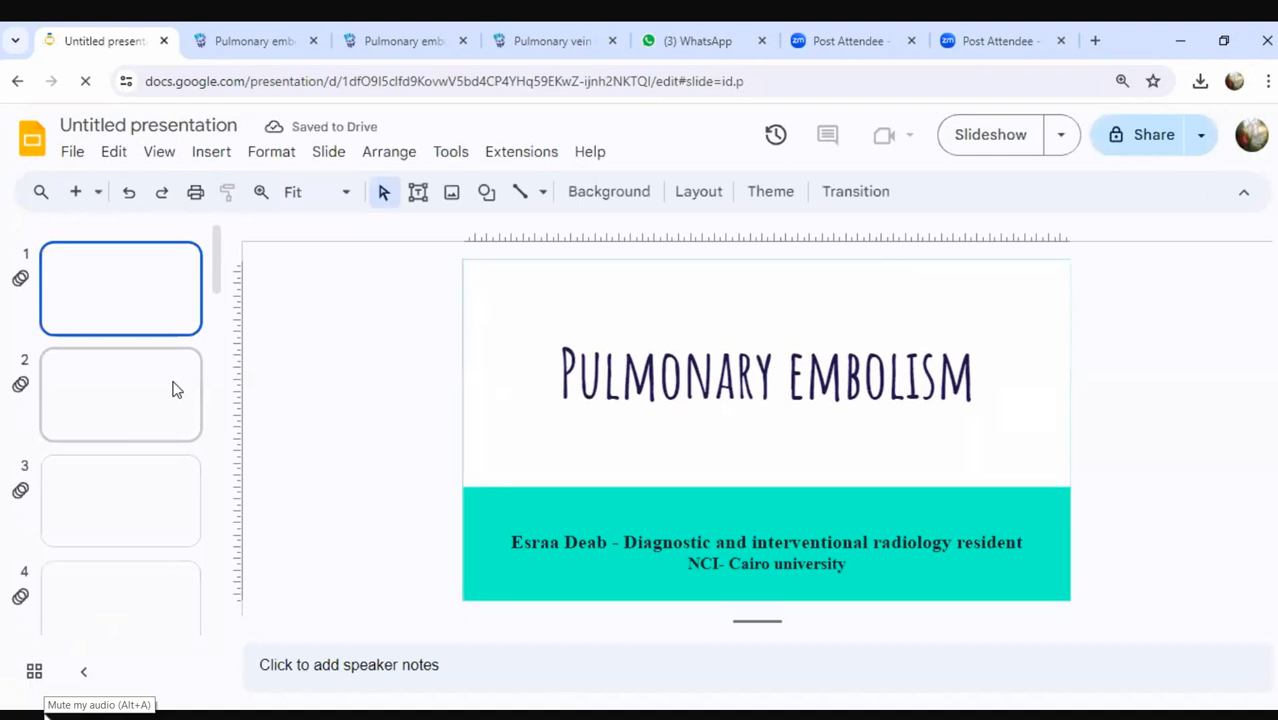 Untitled present
Pulmonary emb
Pulmonary emb
Pulmonary vein
(3) WhatsApp
Post Attendee -
Post Attendee -
docs.google.com/presentation/d/1dfO9I5clfd9KovwV5bd4CP4YHq59EKwZ-ijnh2NKTQI/edit#slide=id.p
Untitled presentation
Saved to Drive
Slideshow
Share
File Edit View Insert Format Slide Arrange Tools Extensions Help
Fit
Background
Layout
Theme
Transition
1
2
3
4
Pulmonary embolism
Esraa Deab - Diagnostic and interventional radiology resident
NCI- Cairo university
Click to add speaker notes
Mute my audio (Alt+A)